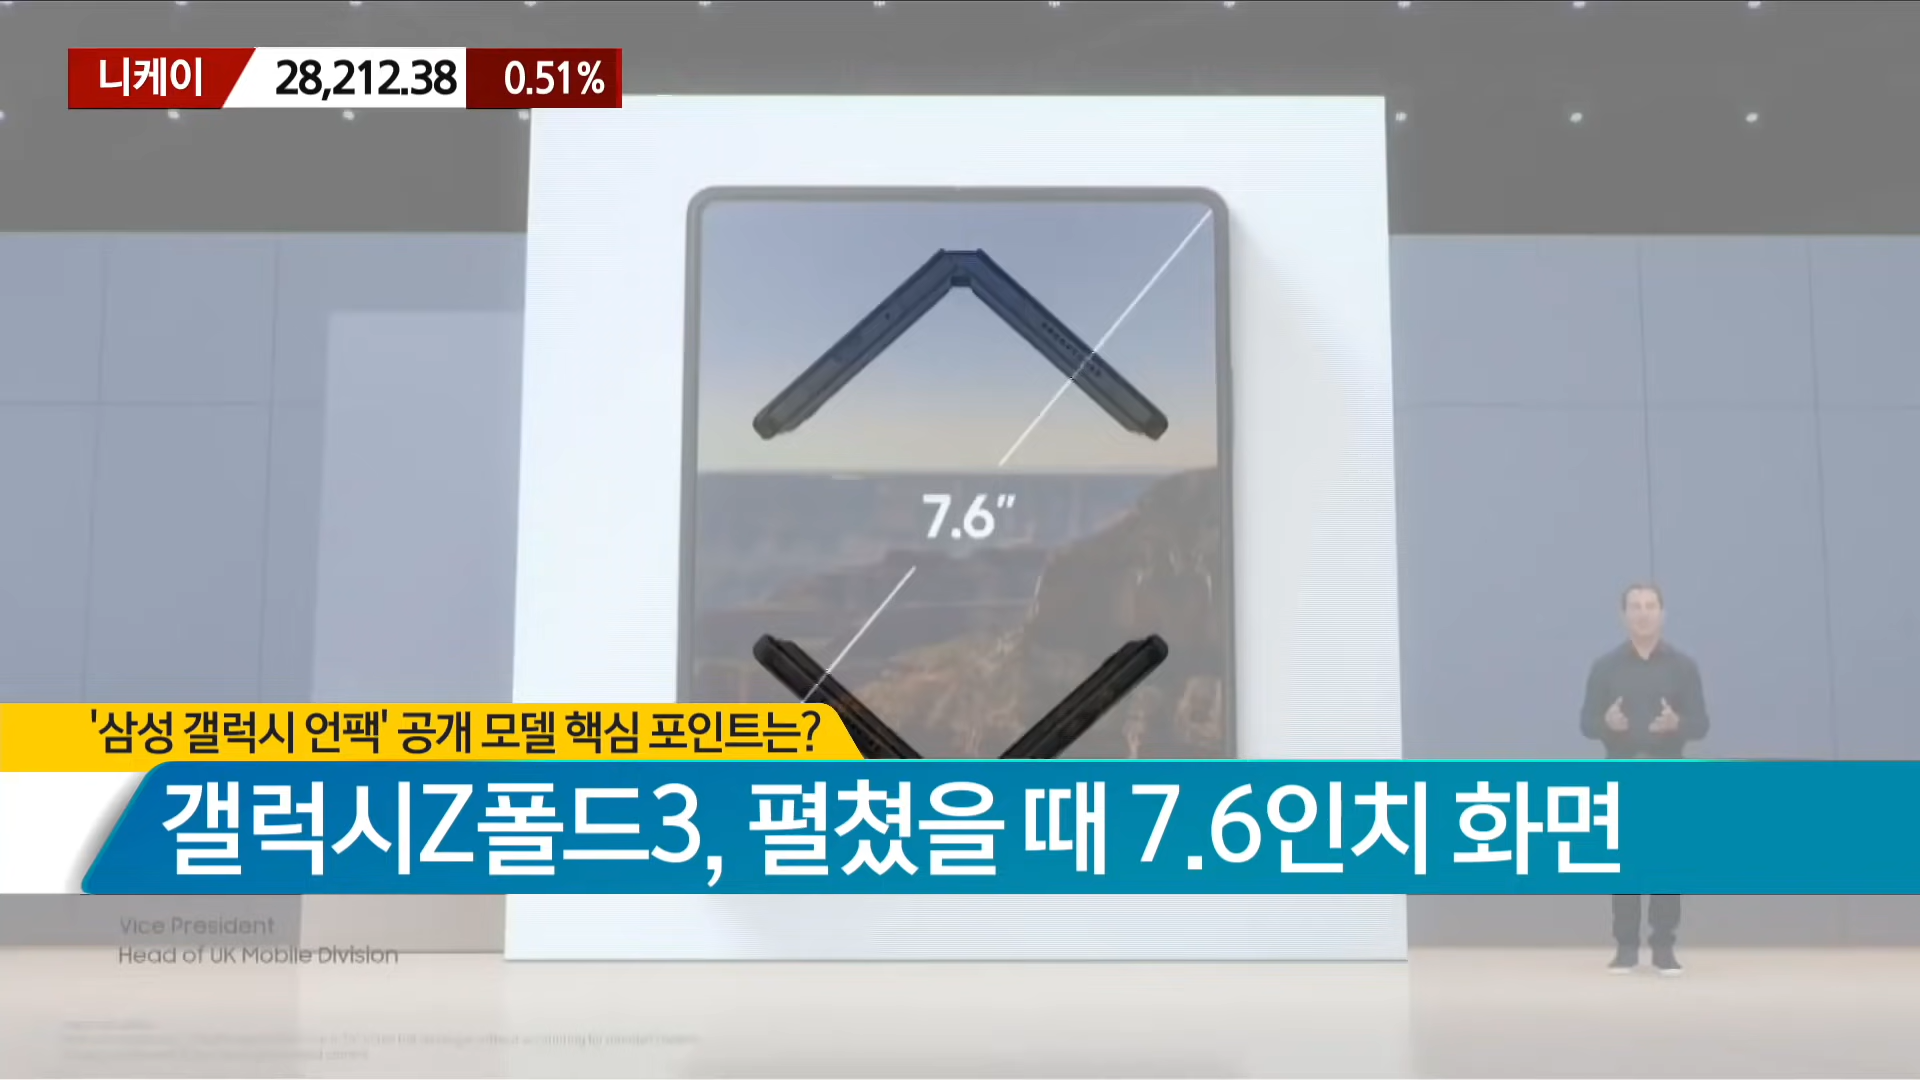 니케이 28,212.38 0.51%
7.6"
'삼성 갤럭시 언팩' 공개 모델 핵심 포인트는?
갤럭시Z폴드3, 펼쳤을 때 7.6인치 화면
Vice President
Head of UK Mobile Division